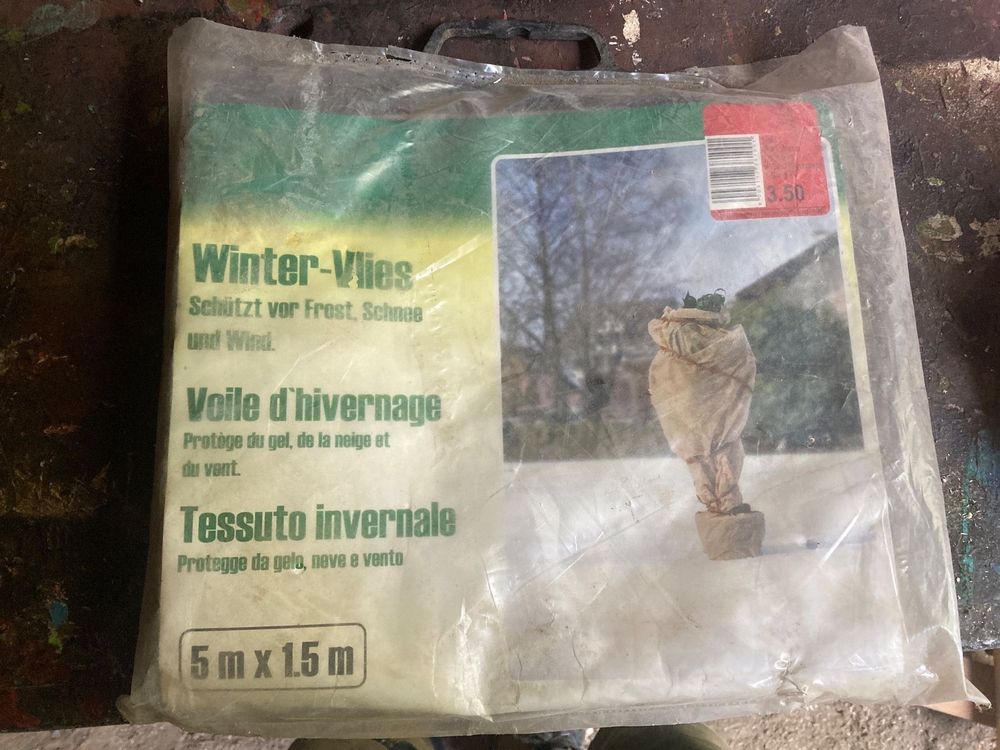 3.50
Winter-Vlies
Schützt vor Frost, Schnee
und Wind.
Voile d'hivernage
Protège du gel, de la neige et
du vent.
Tessuto invernale
Protegge da gelo, neve e vento
5 m x 1.5 m